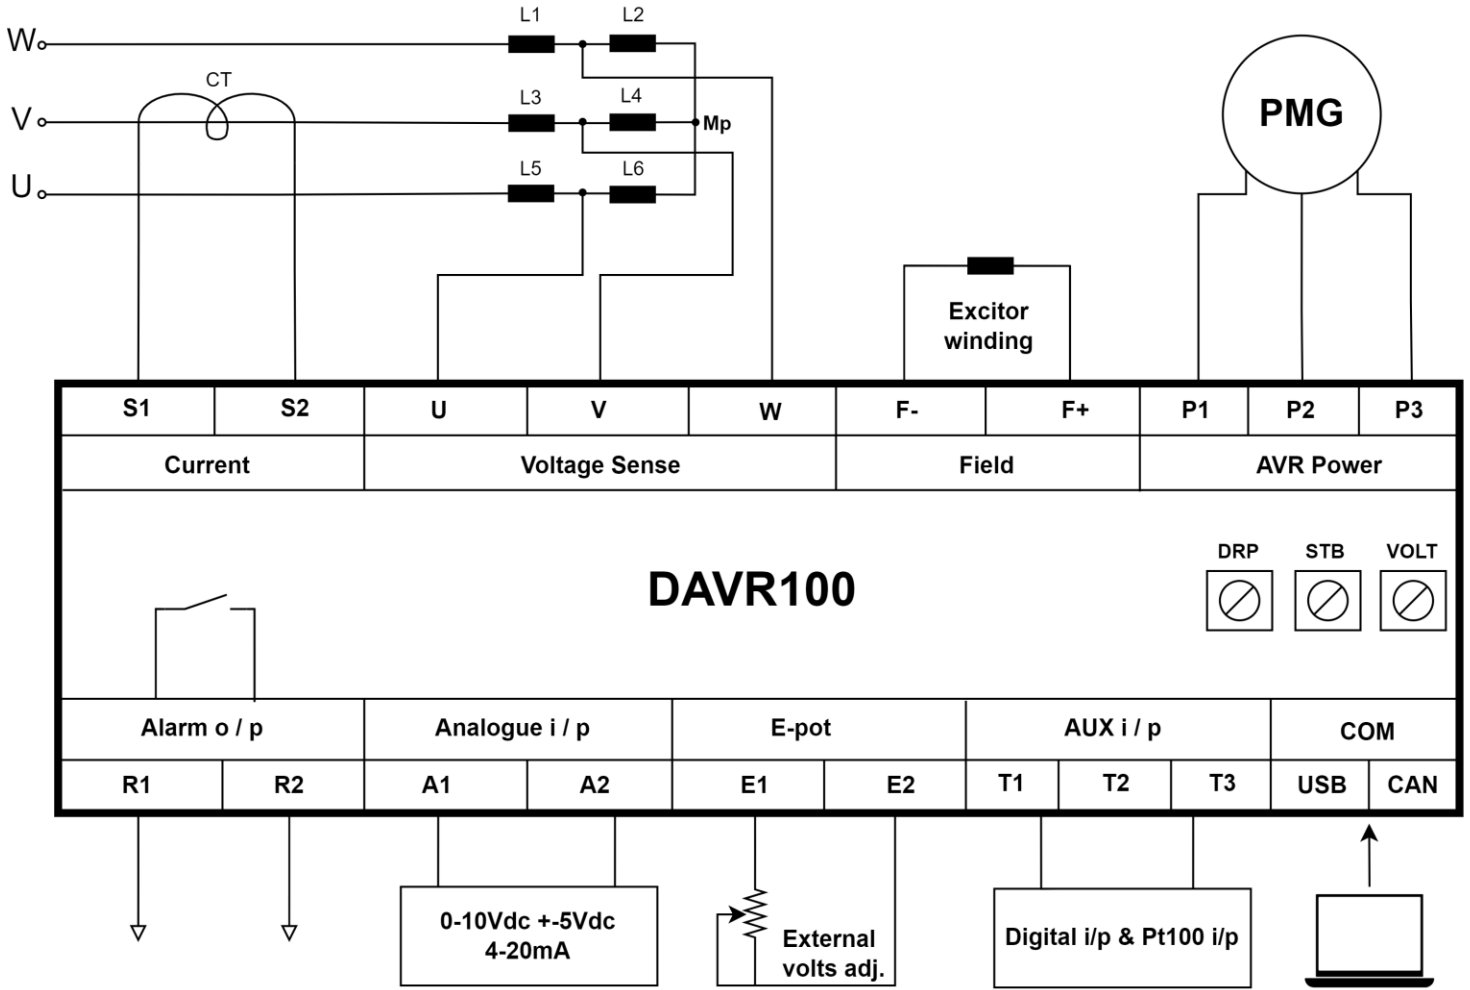 L1 L2
W
CT
L3 L4
V
Mp
PMG
L5 L6
U
Excitor
winding
S1 S2 U V W F- F+ P1 P2 P3
Current Voltage Sense Field AVR Power
DRP STB VOLT
DAVR100
Alarm o / p Analogue i / p E-pot AUX i / p COM
R1 R2 A1 A2 E1 E2 T1 T2 T3 USB CAN
0-10Vdc +-5Vdc
4-20mA
External
volts adj.
Digital i/p & Pt100 i/p